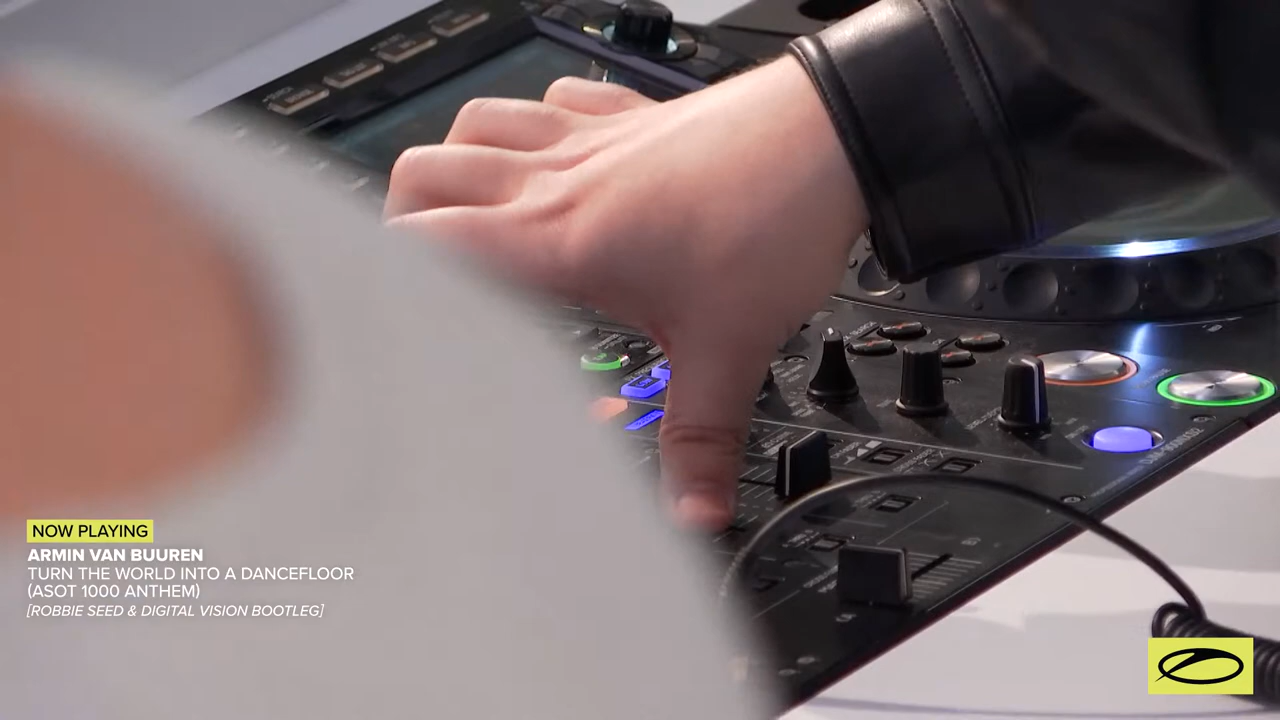 NOW PLAYING
ARMIN VAN BUUREN
TURN THE WORLD INTO A DANCEFLOOR
(ASOT 1000 ANTHEM)
[ROBBIE SEED & DIGITAL VISION BOOTLEG]